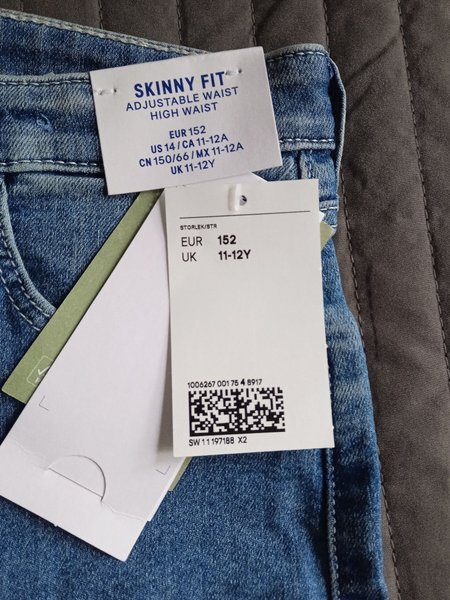 SKINNY FIT
ADJUSTABLE WAIST
HIGH WAIST
EUR 152
US 14 / CA 11-12A
CN 150/66 / MX 11-12A
UK 11-12Y
STORLEK/STR
EUR 152
UK 11-12Y
1006267 001 75 4 8917
SW 11197188 X2